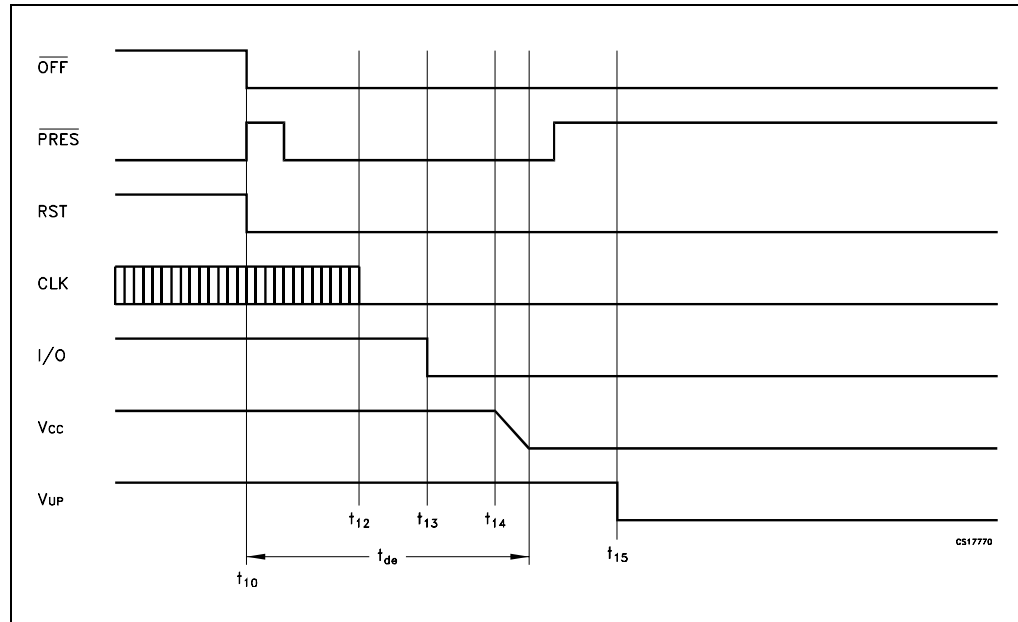 OFF
PRES
RST
CLK
I/O
Vcc
VUP
t12 t13 t14
tde t15
t10
CS17770